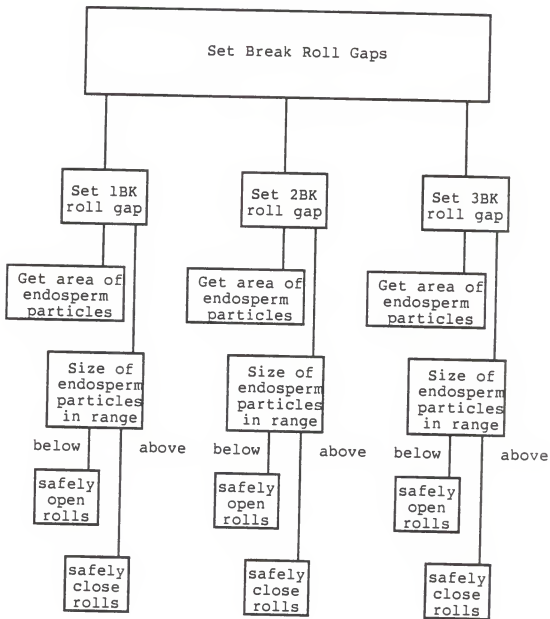 Set Break Roll Gaps
Set 1BK
roll gap
Set 2BK
roll gap
Set 3BK
roll gap
Get area of
endosperm
particles
Get area of
endosperm
particles
Get area of
endosperm
particles
Size of
endosperm
particles
in range
Size of
endosperm
particles
in range
Size of
endosperm
particles
in range
below
above
below
above
below
above
safely
open
rolls
safely
open
rolls
safely
open
rolls
safely
close
rolls
safely
close
rolls
safely
close
rolls